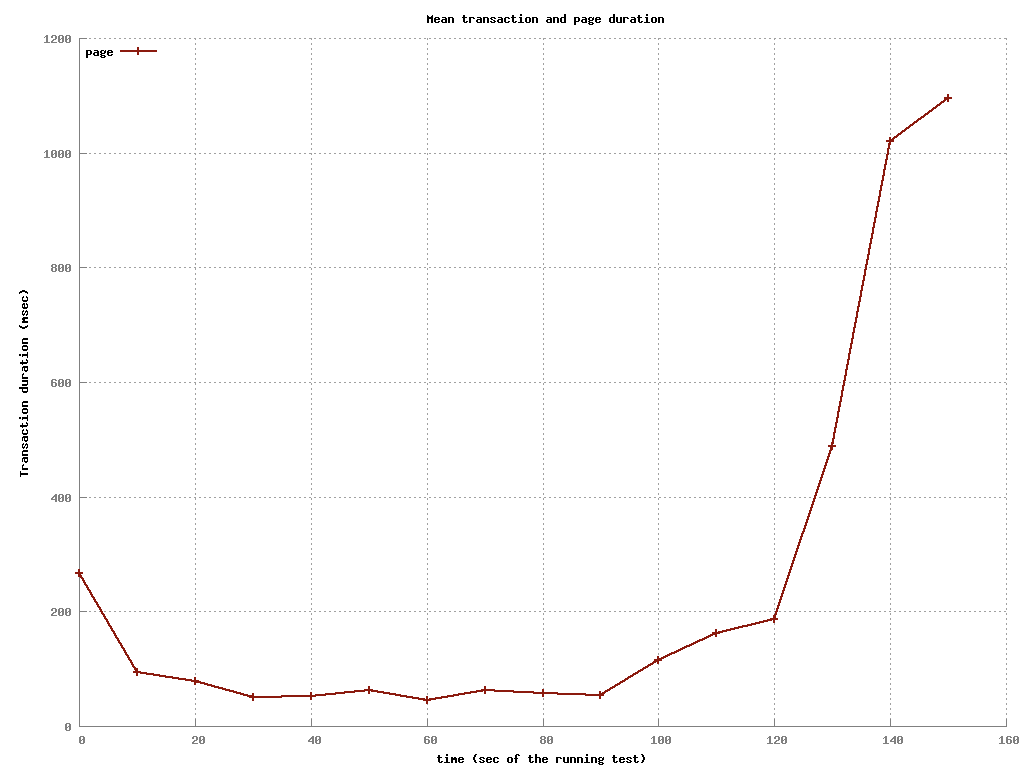 Mean transaction and page duration
page
1200
1000
800
600
400
200
0
Transaction duration (msec)
0 20 40 60 80 100 120 140 160
time (sec of the running test)